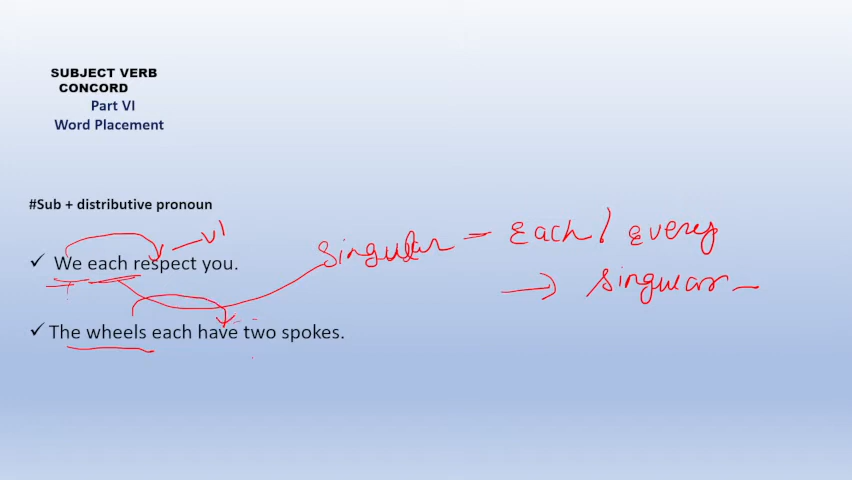 SUBJECT VERB
CONCORD
Part VI
Word Placement
#Sub + distributive pronoun
✓ We each respect you.
V1
singular = each / every
→ singular
✓ The wheels each have two spokes.